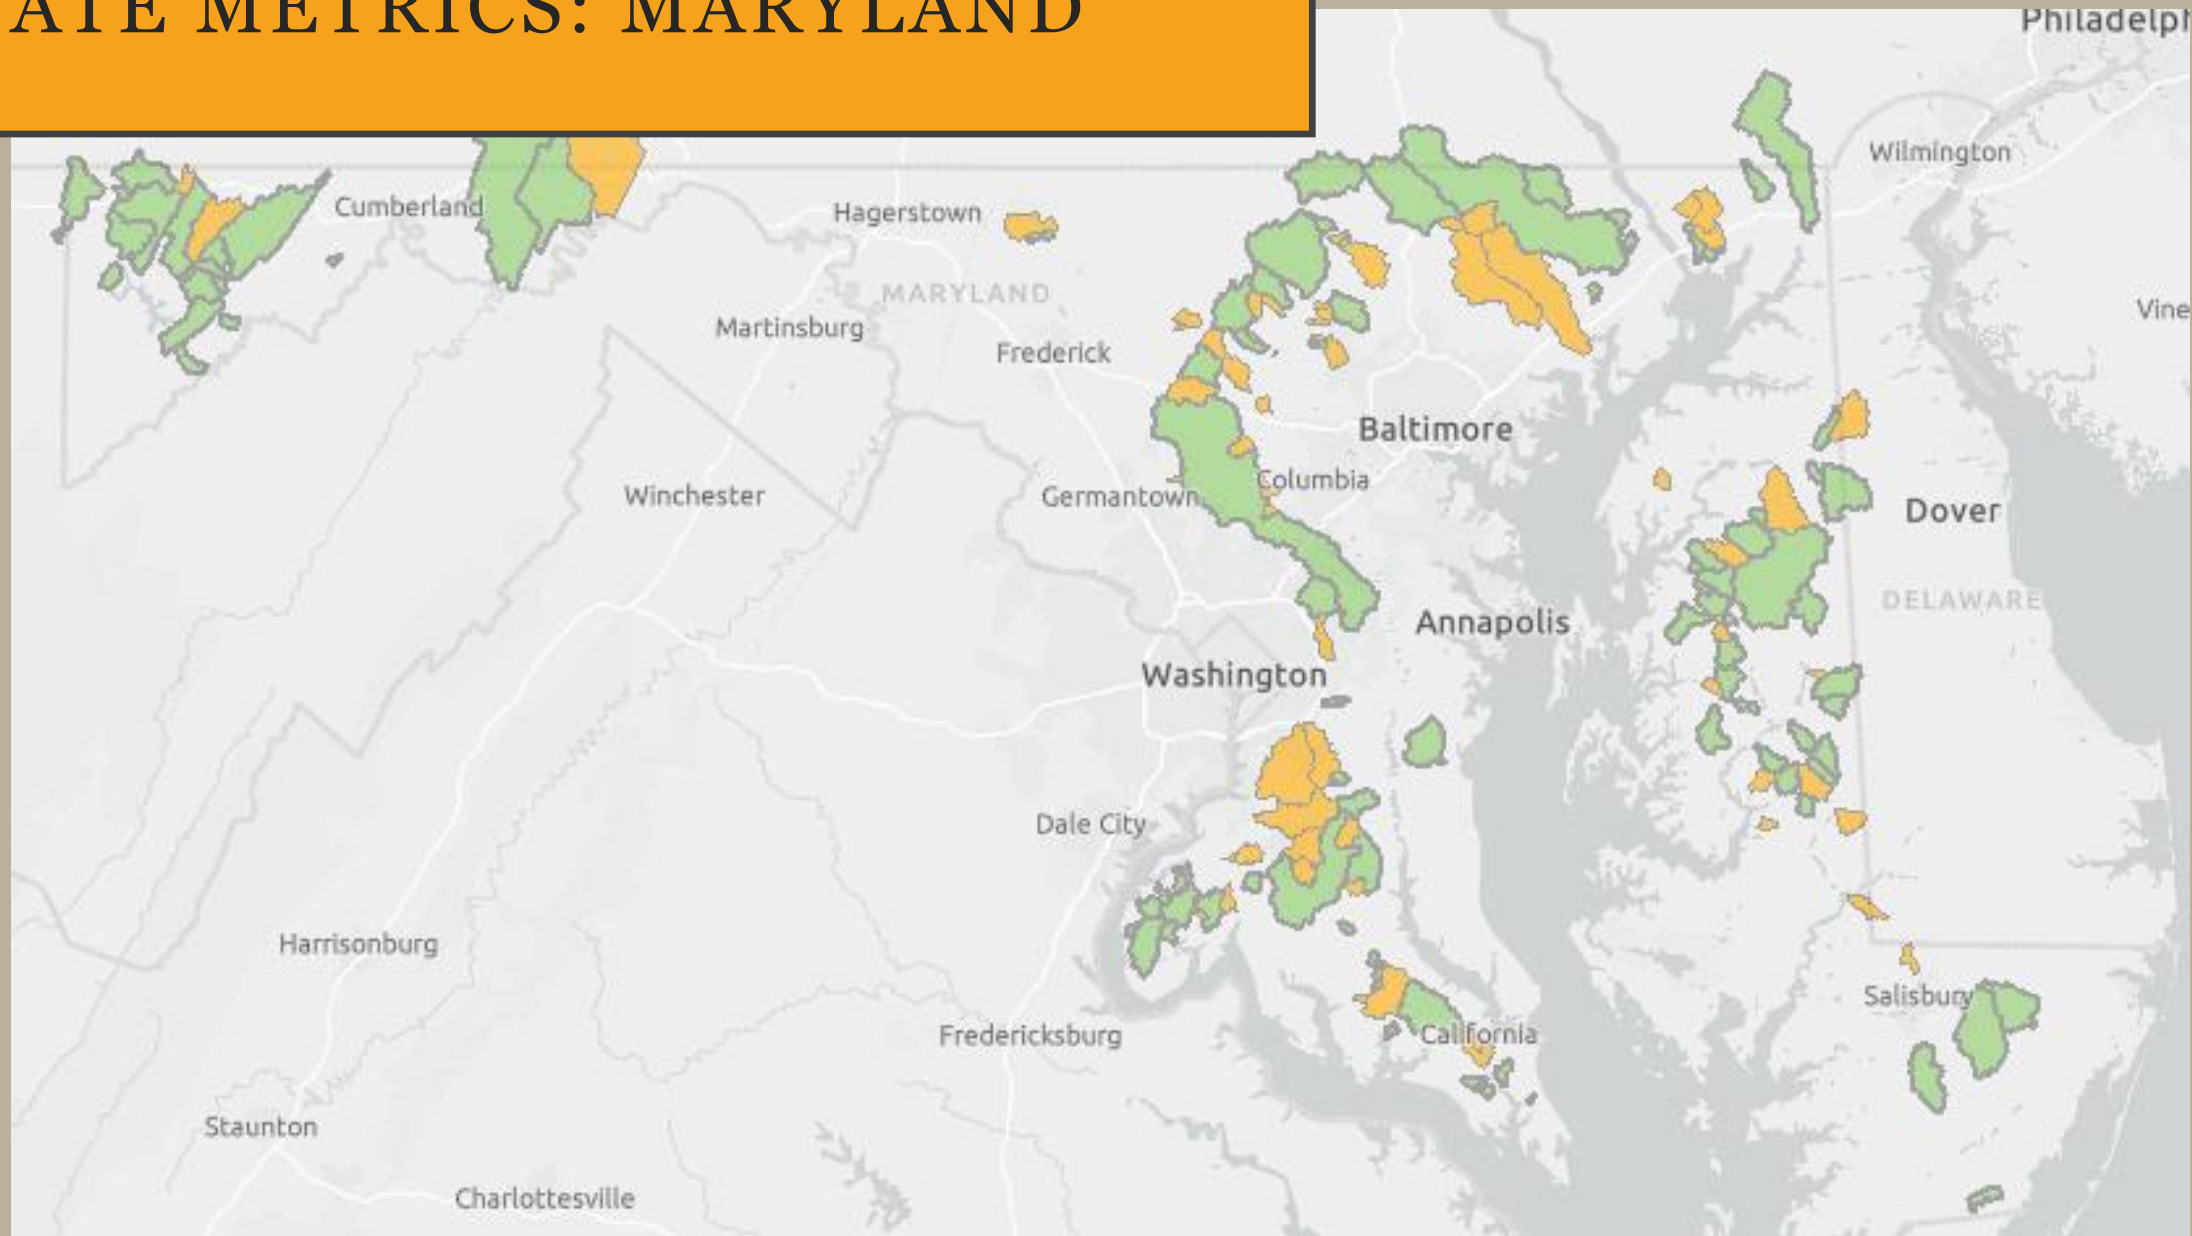 ATE METRICS: MARYLAND
Philadelph
Wilmington
Cumberland
Hagerstown
MARYLAND
Vine
Martinsburg
Frederick
Baltimore
Columbia
Germantown
Winchester
Dover
DELAWARE
Annapolis
Washington
Dale City
Harrisonburg
Salisbury
California
Fredericksburg
Staunton
Charlottesville